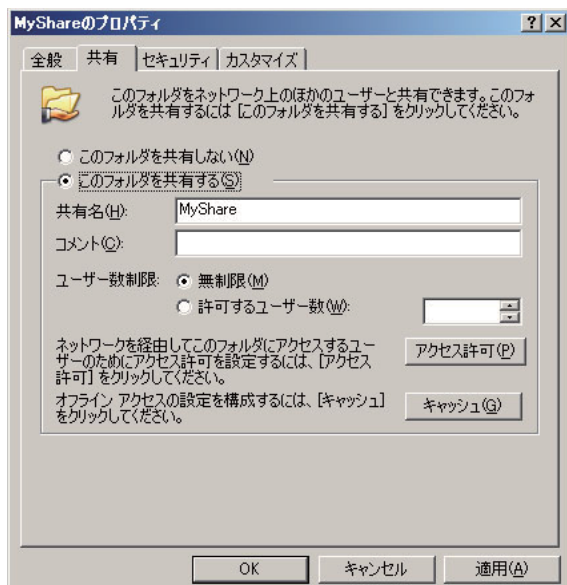 MyShareのプロパティ
全般 共有 セキュリティ カスタマイズ
このフォルダをネットワーク上のほかのユーザーと共有できます。このフォ
ルダを共有するには [このフォルダを共有する] をクリックしてください。
このフォルダを共有しない(N)
このフォルダを共有する(S)
共有名(H): MyShare
コメント(C):
ユーザー数制限: 無制限(M)
許可するユーザー数(W):
ネットワークを経由してこのフォルダにアクセスするユー
ザーのためにアクセス許可を設定するには、[アクセス
許可] をクリックしてください。
アクセス許可(P)
オフライン アクセスの設定を構成するには、[キャッシュ]
をクリックしてください。
キャッシュ(G)
OK キャンセル 適用(A)